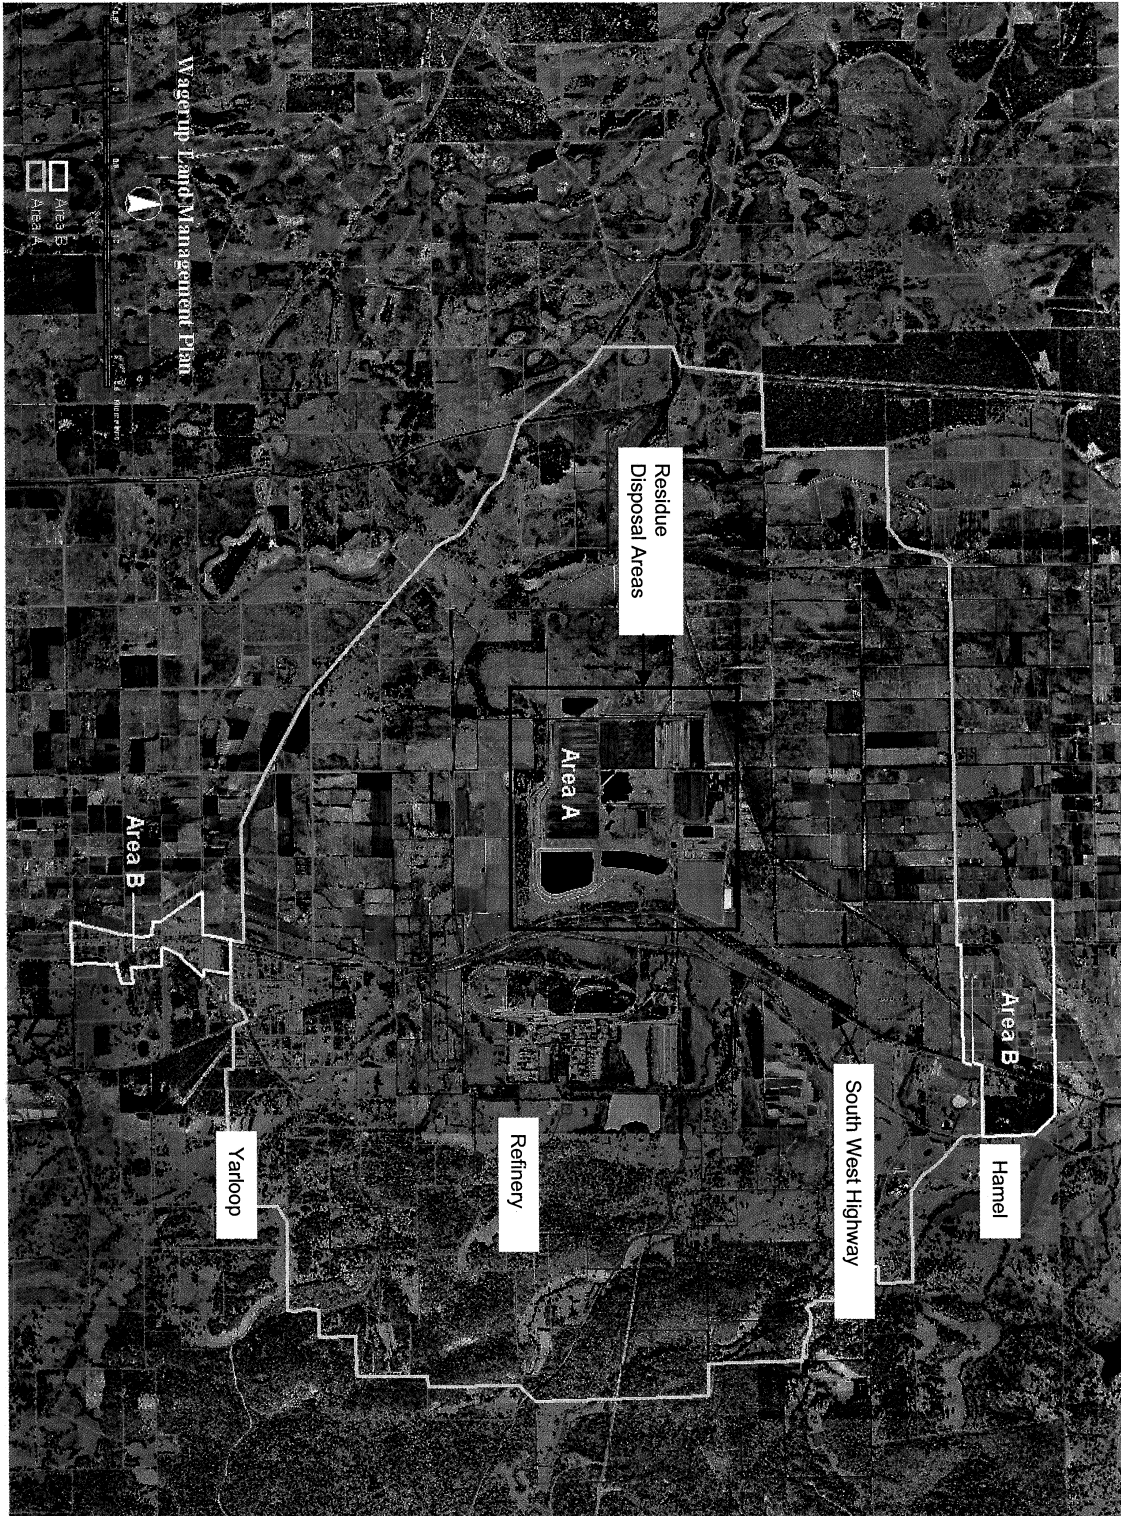 Hamel
Area B
South West Highway
Residue
Disposal Areas
Area A
Refinery
Yarloop
Area B
Wagerup Land Management Plan
Area B
Area A